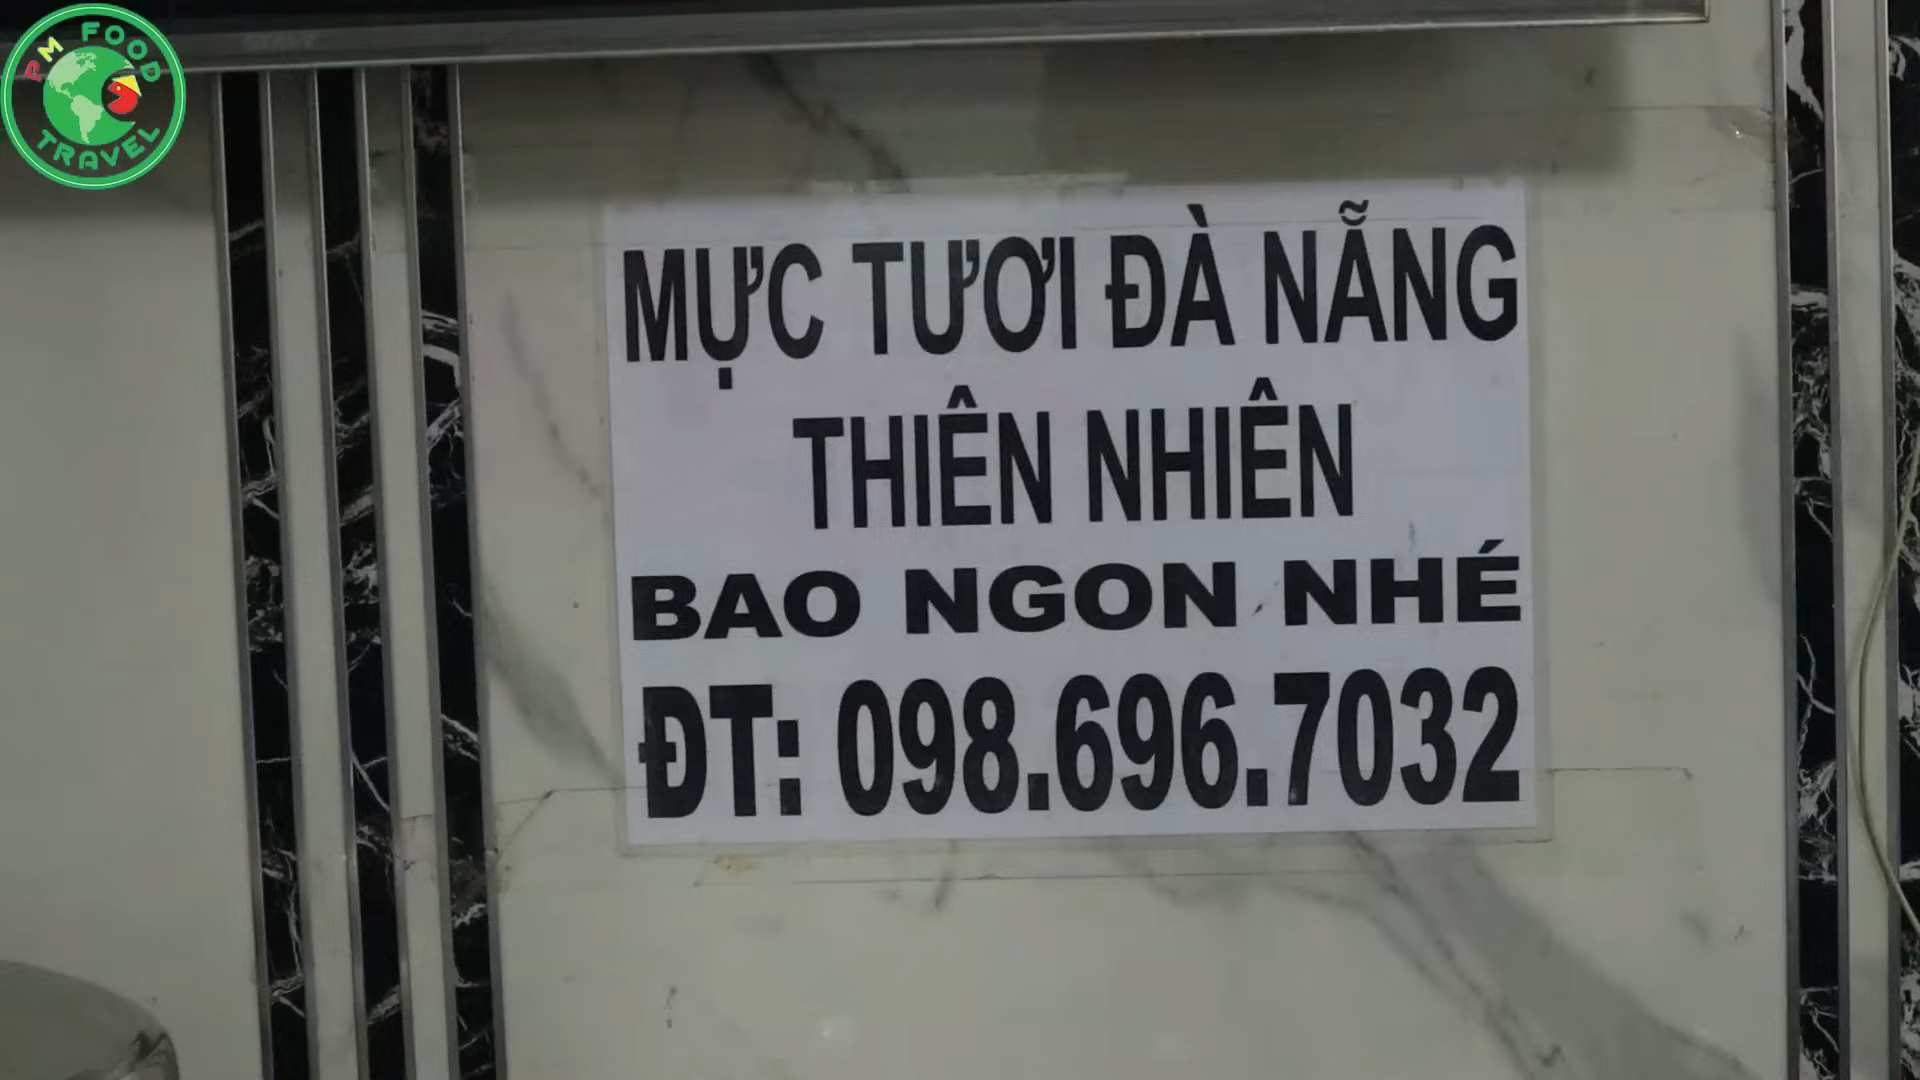 PM FOOD
TRAVEL
MỰC TƯƠI ĐÀ NẴNG
THIÊN NHIÊN
BAO NGON NHÉ
ĐT: 098.696.7032